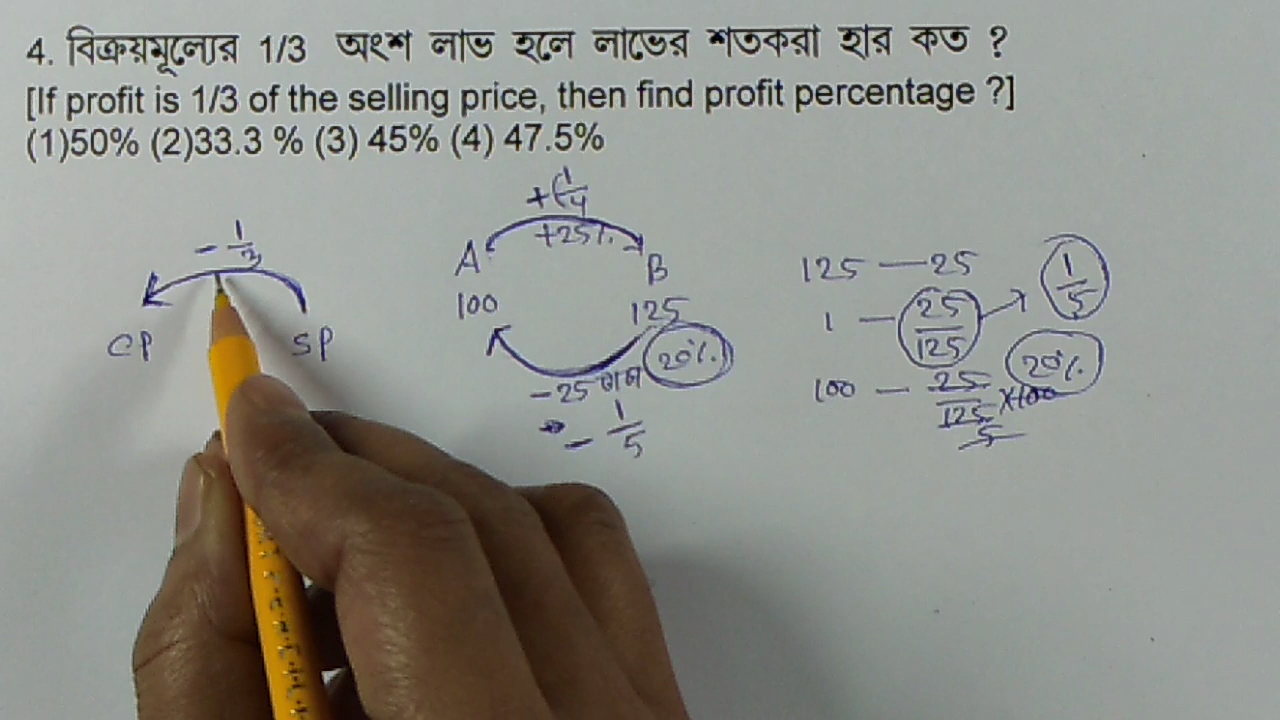 4. বিক্রয়মূল্যের 1/3 অংশ লাভ হলে লাভের শতকরা হার কত ?
[If profit is 1/3 of the selling price, then find profit percentage ?]
(1)50% (2)33.3 % (3) 45% (4) 47.5%
- 1/3
CP SP
+(1/4
+25%
A B
100 125
20%
-25
- 1/5
125 — 25
1 — 25/125 → 1/5
100 — 25/125 × 100
5
20%